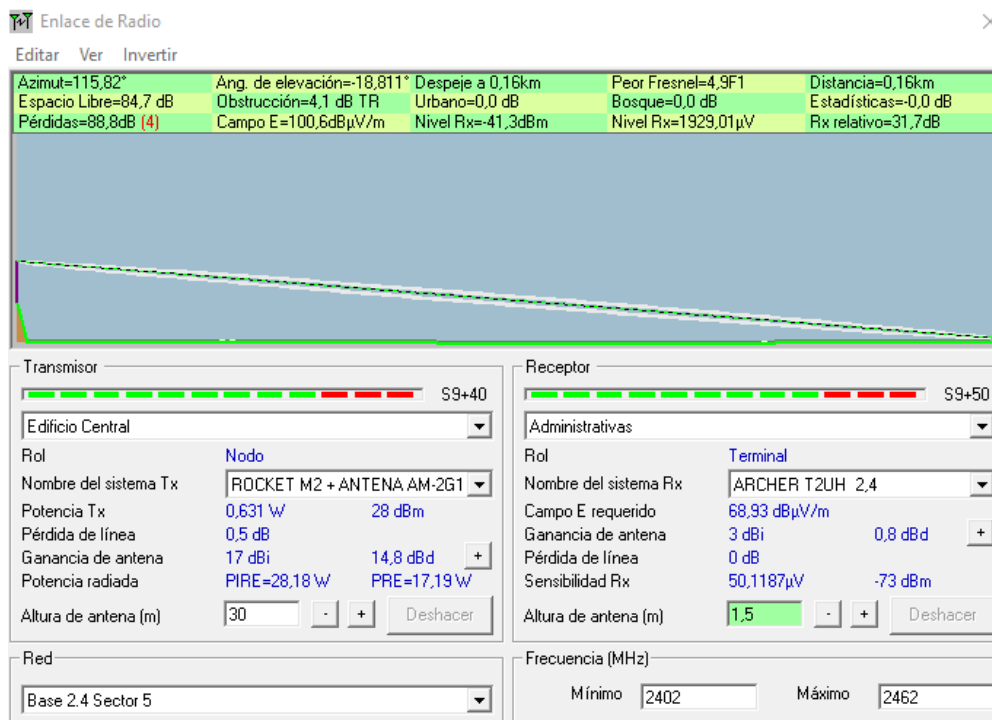 Enlace de Radio
Editar Ver Invertir
Azimut=115,82° Ang. de elevación=-18,811° Despeje a 0,16km Peor Fresnel=4,9F1 Distancia=0,16km
Espacio Libre=84,7 dB Obstrucción=4,1 dB TR Urbano=0,0 dB Bosque=0,0 dB Estadísticas=-0,0 dB
Pérdidas=88,8dB (4) Campo E=100,6dBµV/m Nivel Rx=-41,3dBm Nivel Rx=1929,01µV Rx relativo=31,7dB
Transmisor
S9+40
Edifício Central
Rol Nodo
Nombre del sistema Tx ROCKET M2 + ANTENA AM-2G1
Potencia Tx 0,631 W 28 dBm
Pérdida de línea 0,5 dB
Ganancia de antena 17 dBi 14,8 dBd +
Potencia radiada PIRE=28,18 W PRE=17,19 W
Altura de antena (m) 30 - + Deshacer
Receptor
S9+50
Administrativas
Rol Terminal
Nombre del sistema Rx ARCHER T2UH 2,4
Campo E requerido 68,93 dBµV/m
Ganancia de antena 3 dBi 0,8 dBd +
Pérdida de línea 0 dB
Sensibilidad Rx 50,1187µV -73 dBm
Altura de antena (m) 1,5 - + Deshacer
Red
Base 2.4 Sector 5
Frecuencia (MHz)
Mínimo 2402 Máximo 2462